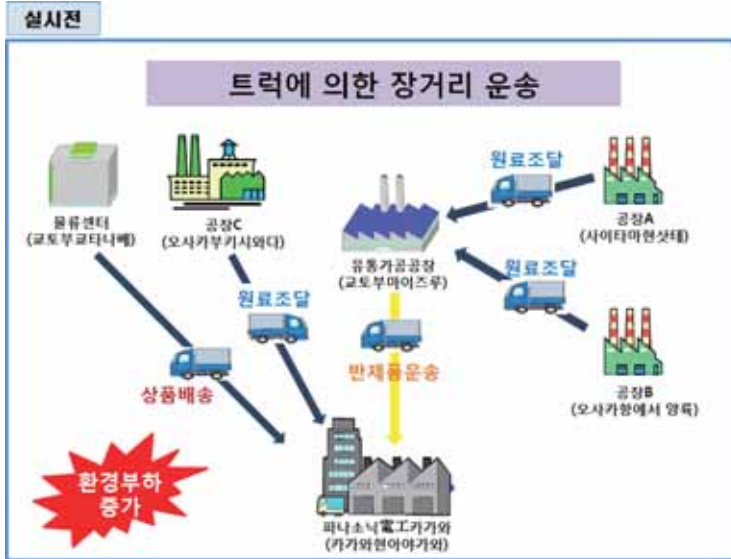 실시전
트럭에 의한 장거리 운송
물류센터
(교토부교타나베)
공장C
(오사카부키시와다)
유통가공공장
(교토부마이즈루)
원료조달
공장A
(사이타마현삿테)
원료조달
원료조달
공장B
(오사카항에서 양륙)
상품배송
반제품운송
환경부하
증가
파나소닉電工카가와
(카가와현아야가와)